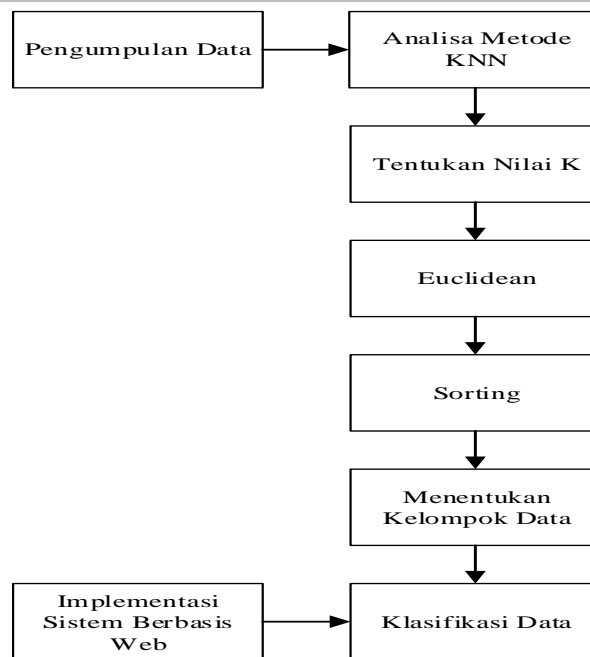 Pengumpulan Data
Analisa Metode
KNN
Tentukan Nilai K
Euclidean
Sorting
Menentukan
Kelompok Data
Implementasi
Sistem Berbasis
Web
Klasifikasi Data